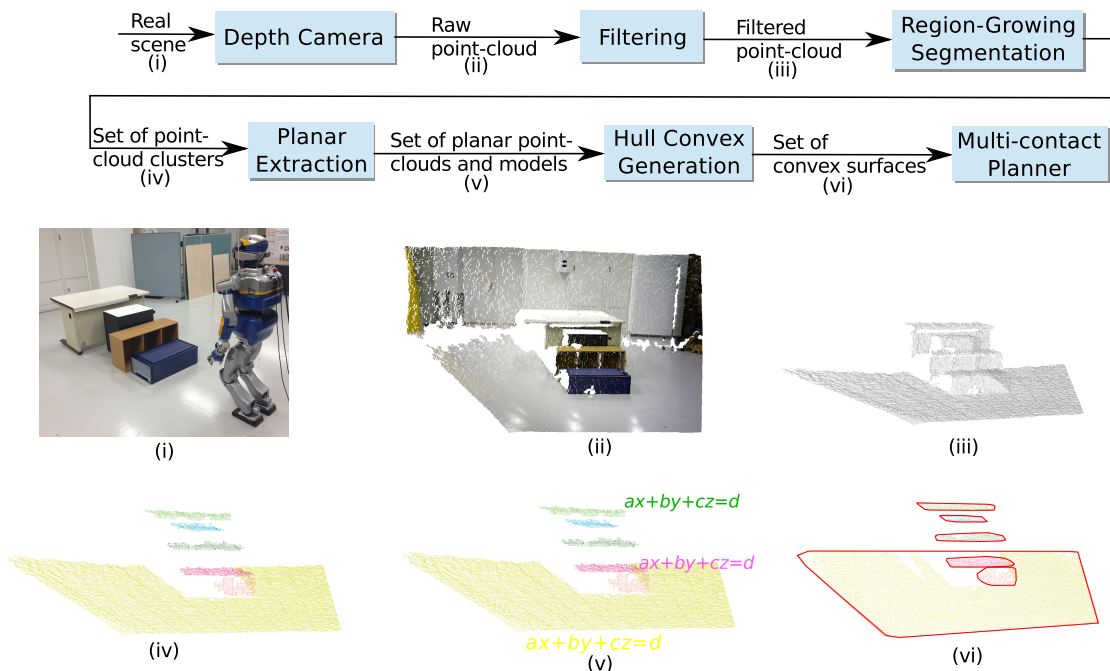 Real
scene
(i)
Depth Camera
Raw
point-cloud
(ii)
Filtering
Filtered
point-cloud
(iii)
Region-Growing
Segmentation
Set of point-
cloud clusters
(iv)
Planar
Extraction
Set of planar point-
clouds and models
(v)
Hull Convex
Generation
Set of
convex surfaces
(vi)
Multi-contact
Planner
(i)
(ii)
(iii)
ax+by+cz=d
ax+by+cz=d
ax+by+cz=d
(iv)
(v)
(vi)